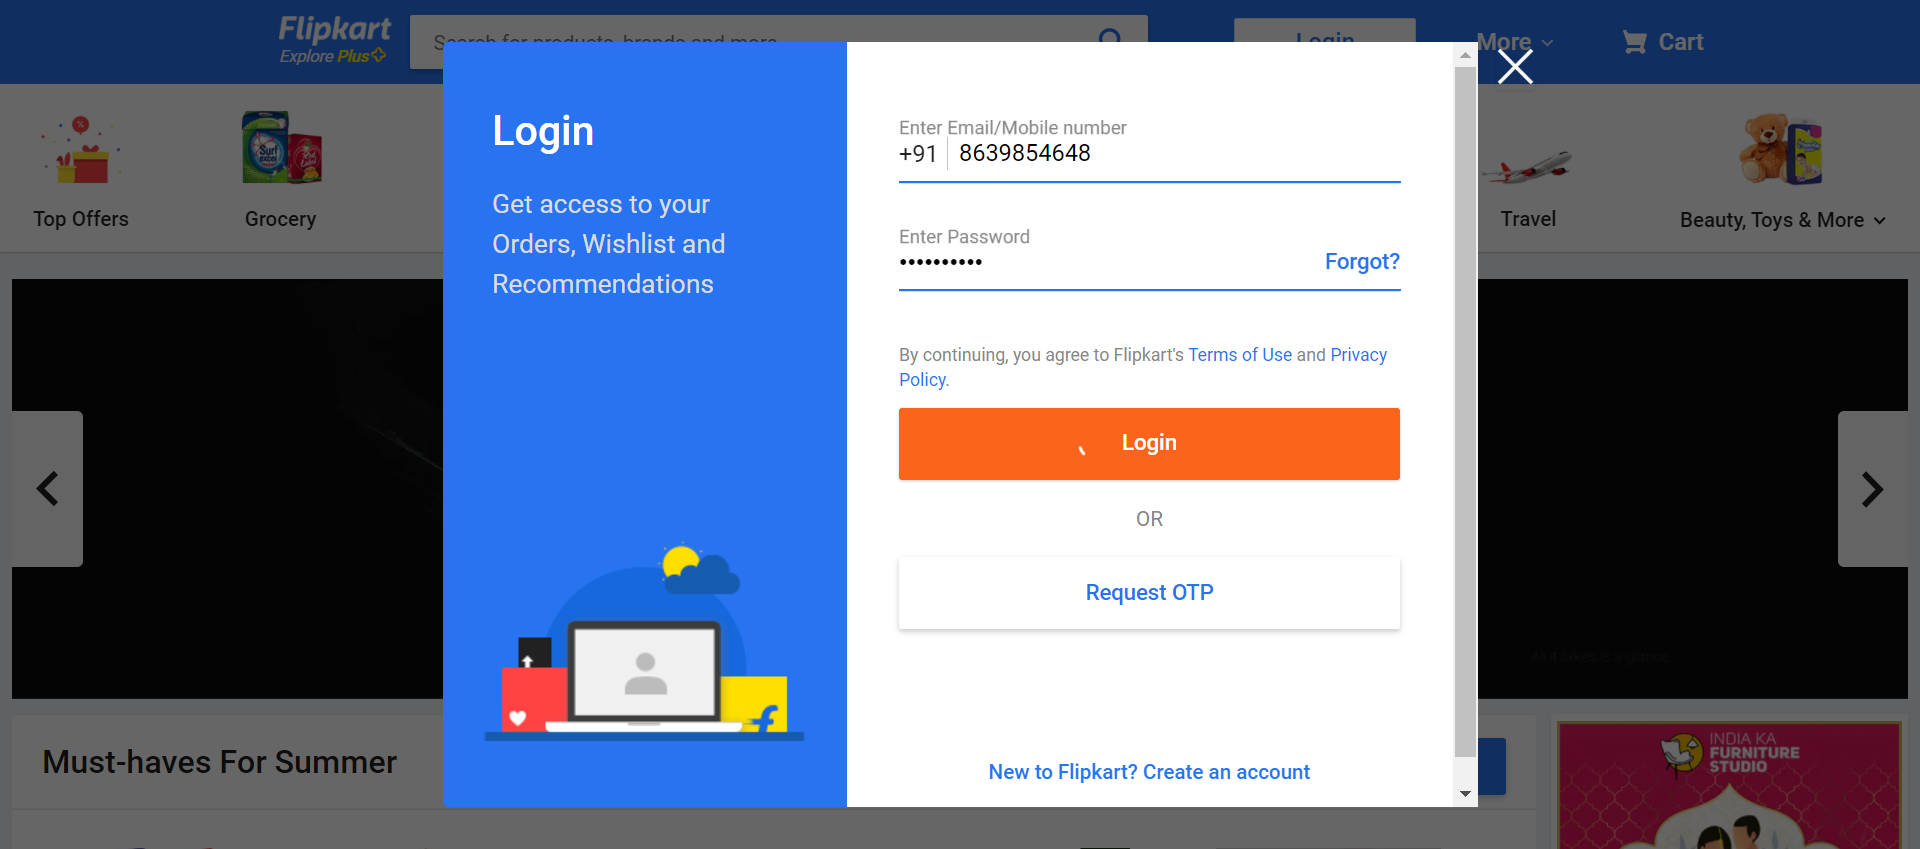 Flipkart
Explore Plus
Search for products, brands and more
Login
More
Cart
Top Offers
Grocery
Travel
Beauty, Toys & More
Login
Get access to your
Orders, Wishlist and
Recommendations
Enter Email/Mobile number
+91 8639854648
Enter Password
••••••••••
Forgot?
By continuing, you agree to Flipkart's Terms of Use and Privacy
Policy.
Login
OR
Request OTP
New to Flipkart? Create an account
Must-haves For Summer
INDIA KA
FURNITURE
STUDIO